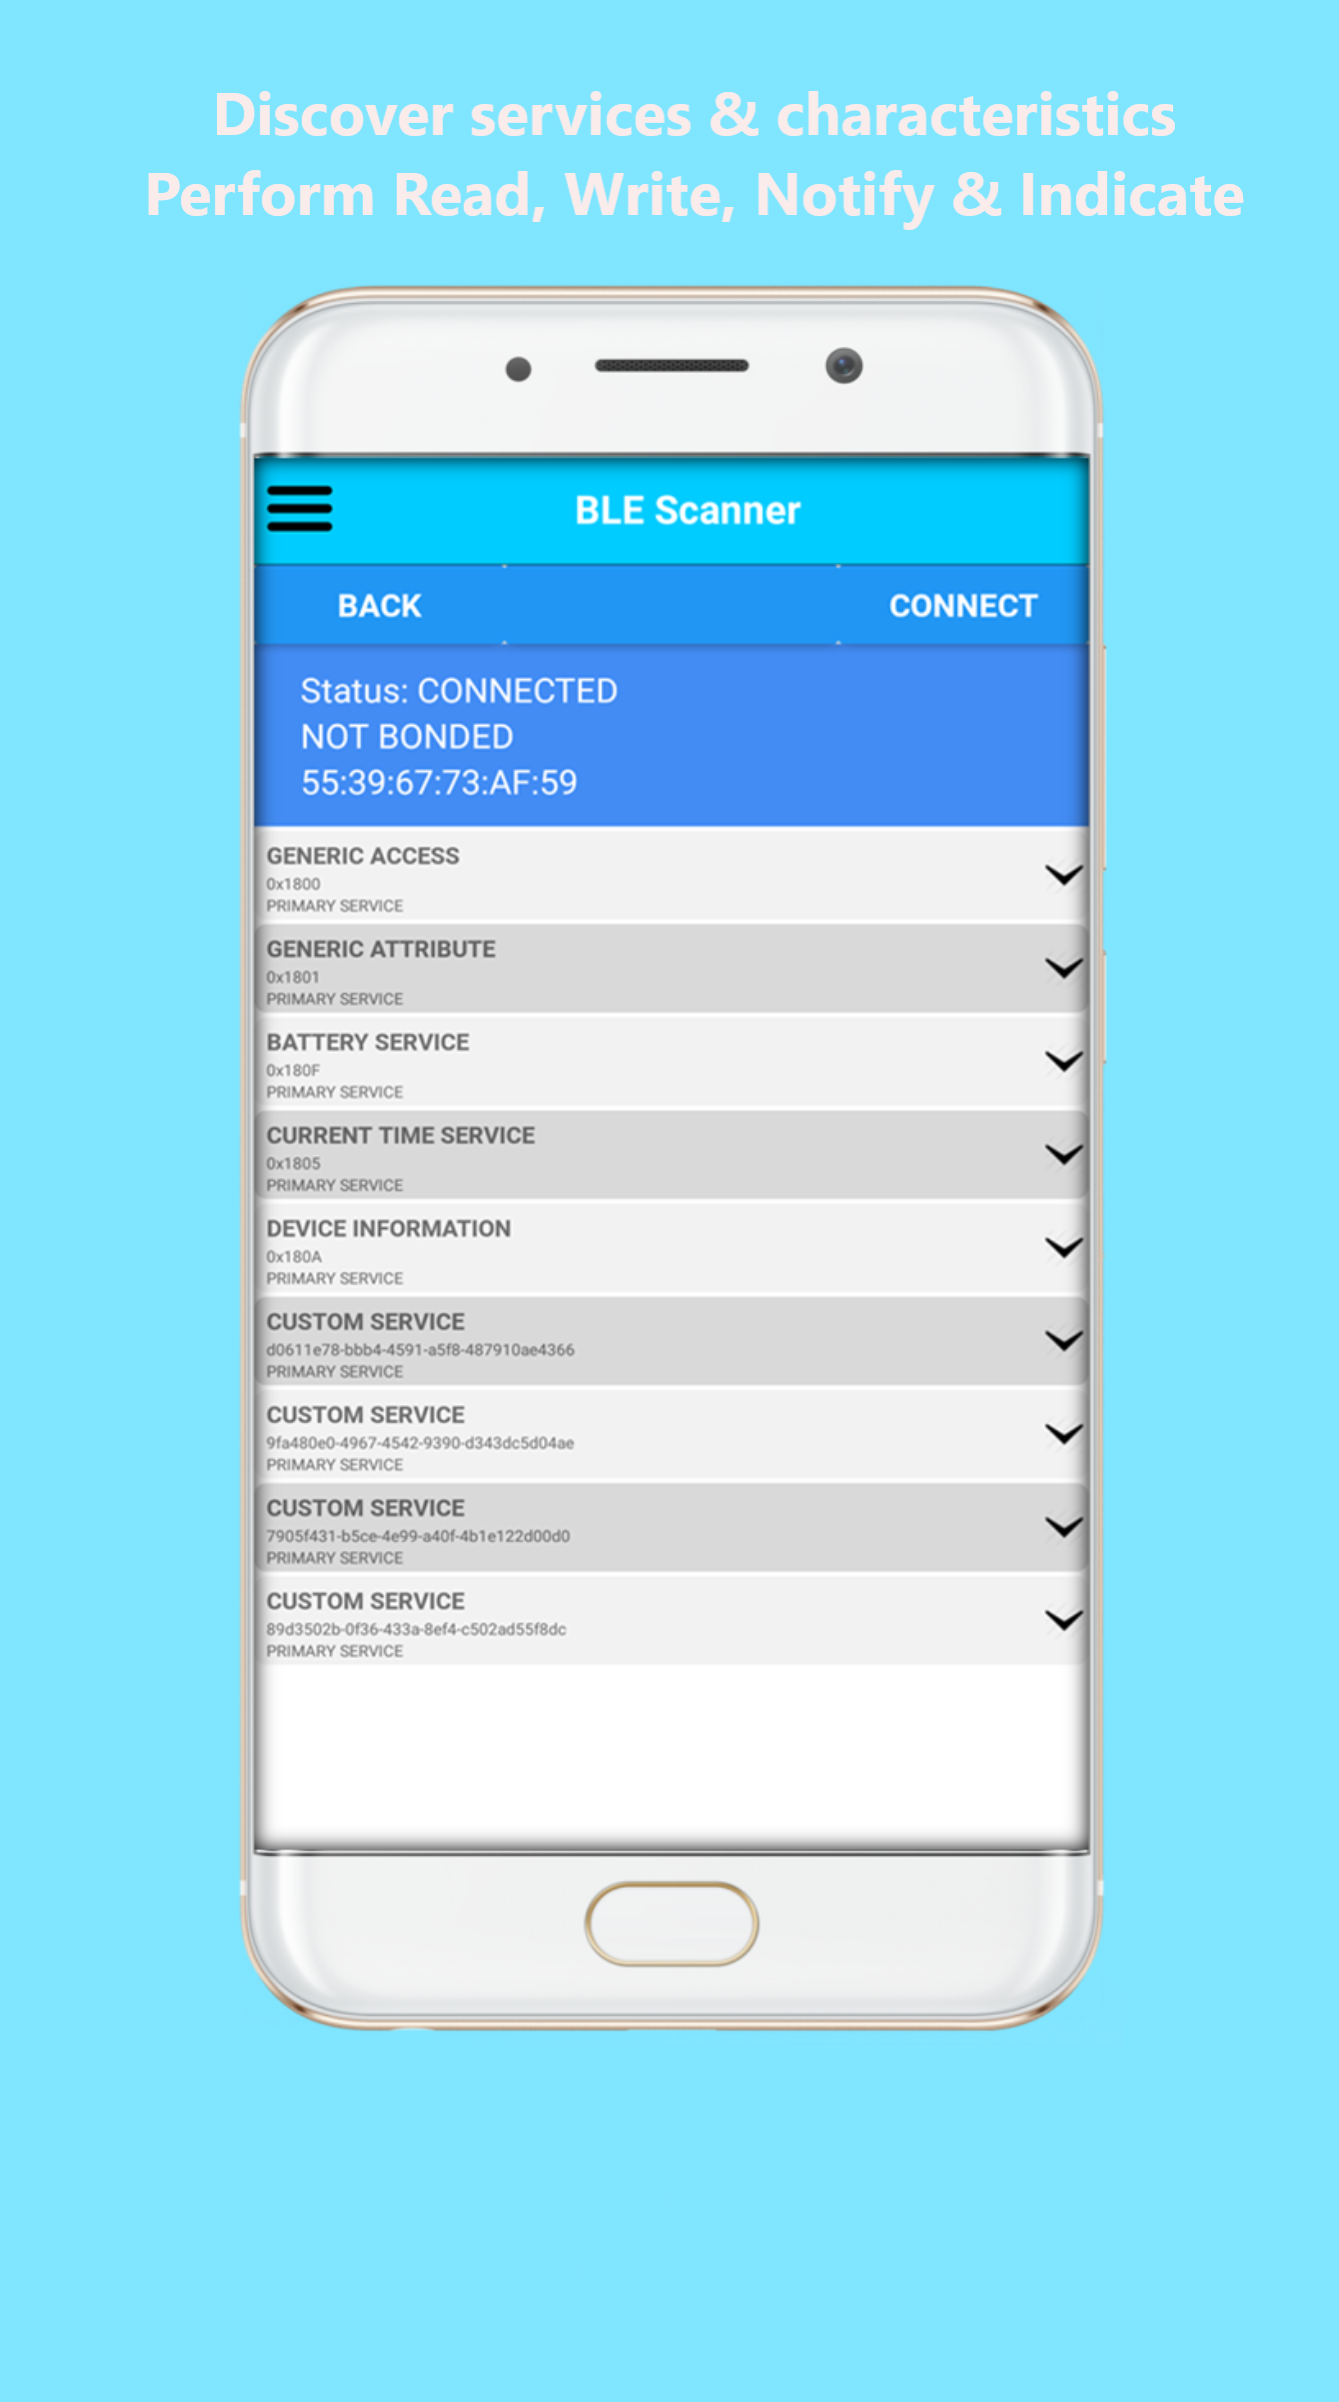 Discover services & characteristics
Perform Read, Write, Notify & Indicate
BLE Scanner
BACK CONNECT
Status: CONNECTED
NOT BONDED
55:39:67:73:AF:59
GENERIC ACCESS
0x1800
PRIMARY SERVICE
GENERIC ATTRIBUTE
0x1801
PRIMARY SERVICE
BATTERY SERVICE
0x180F
PRIMARY SERVICE
CURRENT TIME SERVICE
0x1805
PRIMARY SERVICE
DEVICE INFORMATION
0x180A
PRIMARY SERVICE
CUSTOM SERVICE
d0611e78-bbb4-4591-a5f8-487910ae4366
PRIMARY SERVICE
CUSTOM SERVICE
9fa480e0-4967-4542-9390-d343dc5d04ae
PRIMARY SERVICE
CUSTOM SERVICE
7905f431-b5ce-4e99-a40f-4b1e122d00d0
PRIMARY SERVICE
CUSTOM SERVICE
89d3502b-0f36-433a-8ef4-c502ad55f8dc
PRIMARY SERVICE